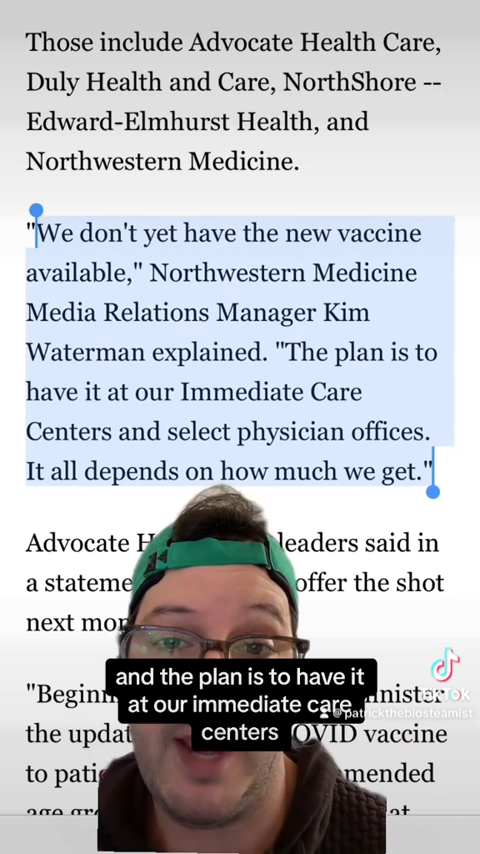 Those include Advocate Health Care,
Duly Health and Care, NorthShore --
Edward-Elmhurst Health, and
Northwestern Medicine.
"We don't yet have the new vaccine
available," Northwestern Medicine
Media Relations Manager Kim
Waterman explained. "The plan is to
have it at our Immediate Care
Centers and select physician offices.
It all depends on how much we get."
Advocate leaders said in
a offer the shot
next
and the plan is to have it
at our immediate care
centers
TikTok
@patrickthebiosteamist
the vaccine
to